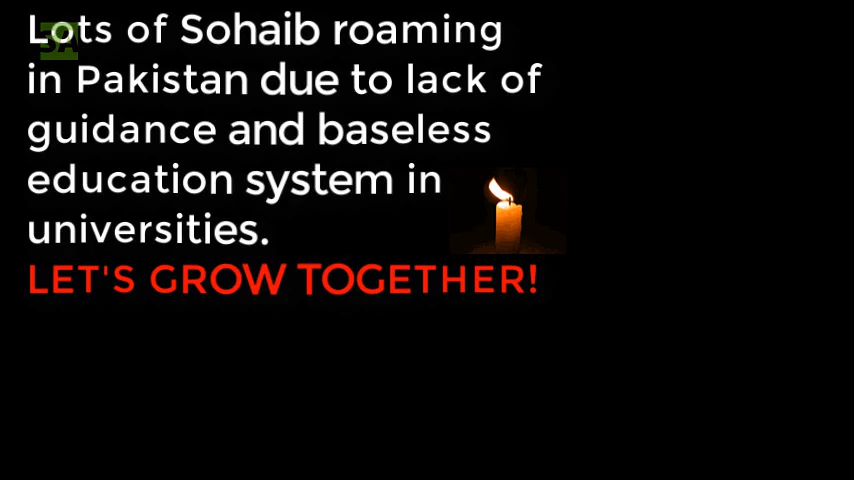 Lots of Sohaib roaming
in Pakistan due to lack of
guidance and baseless
education system in
universities.
LET'S GROW TOGETHER!